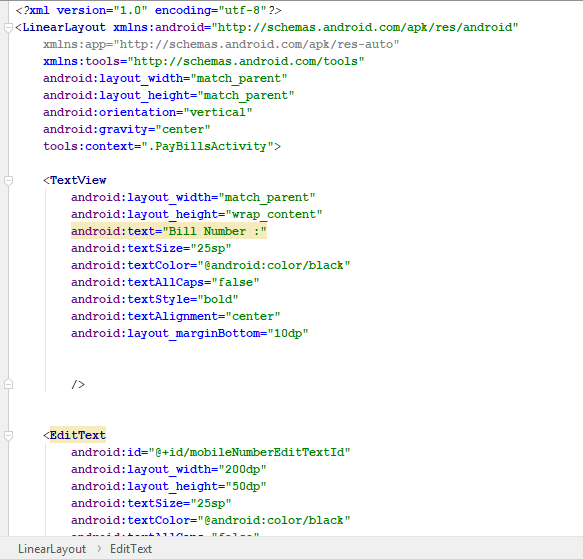 <?xml version="1.0" encoding="utf-8"?>
<LinearLayout xmlns:android="http://schemas.android.com/apk/res/android"
    xmlns:app="http://schemas.android.com/apk/res-auto"
    xmlns:tools="http://schemas.android.com/tools"
    android:layout_width="match_parent"
    android:layout_height="match_parent"
    android:orientation="vertical"
    android:gravity="center"
    tools:context=".PayBillsActivity">

    <TextView
        android:layout_width="match_parent"
        android:layout_height="wrap_content"
        android:text="Bill Number :"
        android:textSize="25sp"
        android:textColor="@android:color/black"
        android:textAllCaps="false"
        android:textStyle="bold"
        android:textAlignment="center"
        android:layout_marginBottom="10dp"

        />

    <EditText
        android:id="@+id/mobileNumberEditTextId"
        android:layout_width="200dp"
        android:layout_height="50dp"
        android:textSize="25sp"
        android:textColor="@android:color/black"
        android:textAllCaps="false"
LinearLayout › EditText